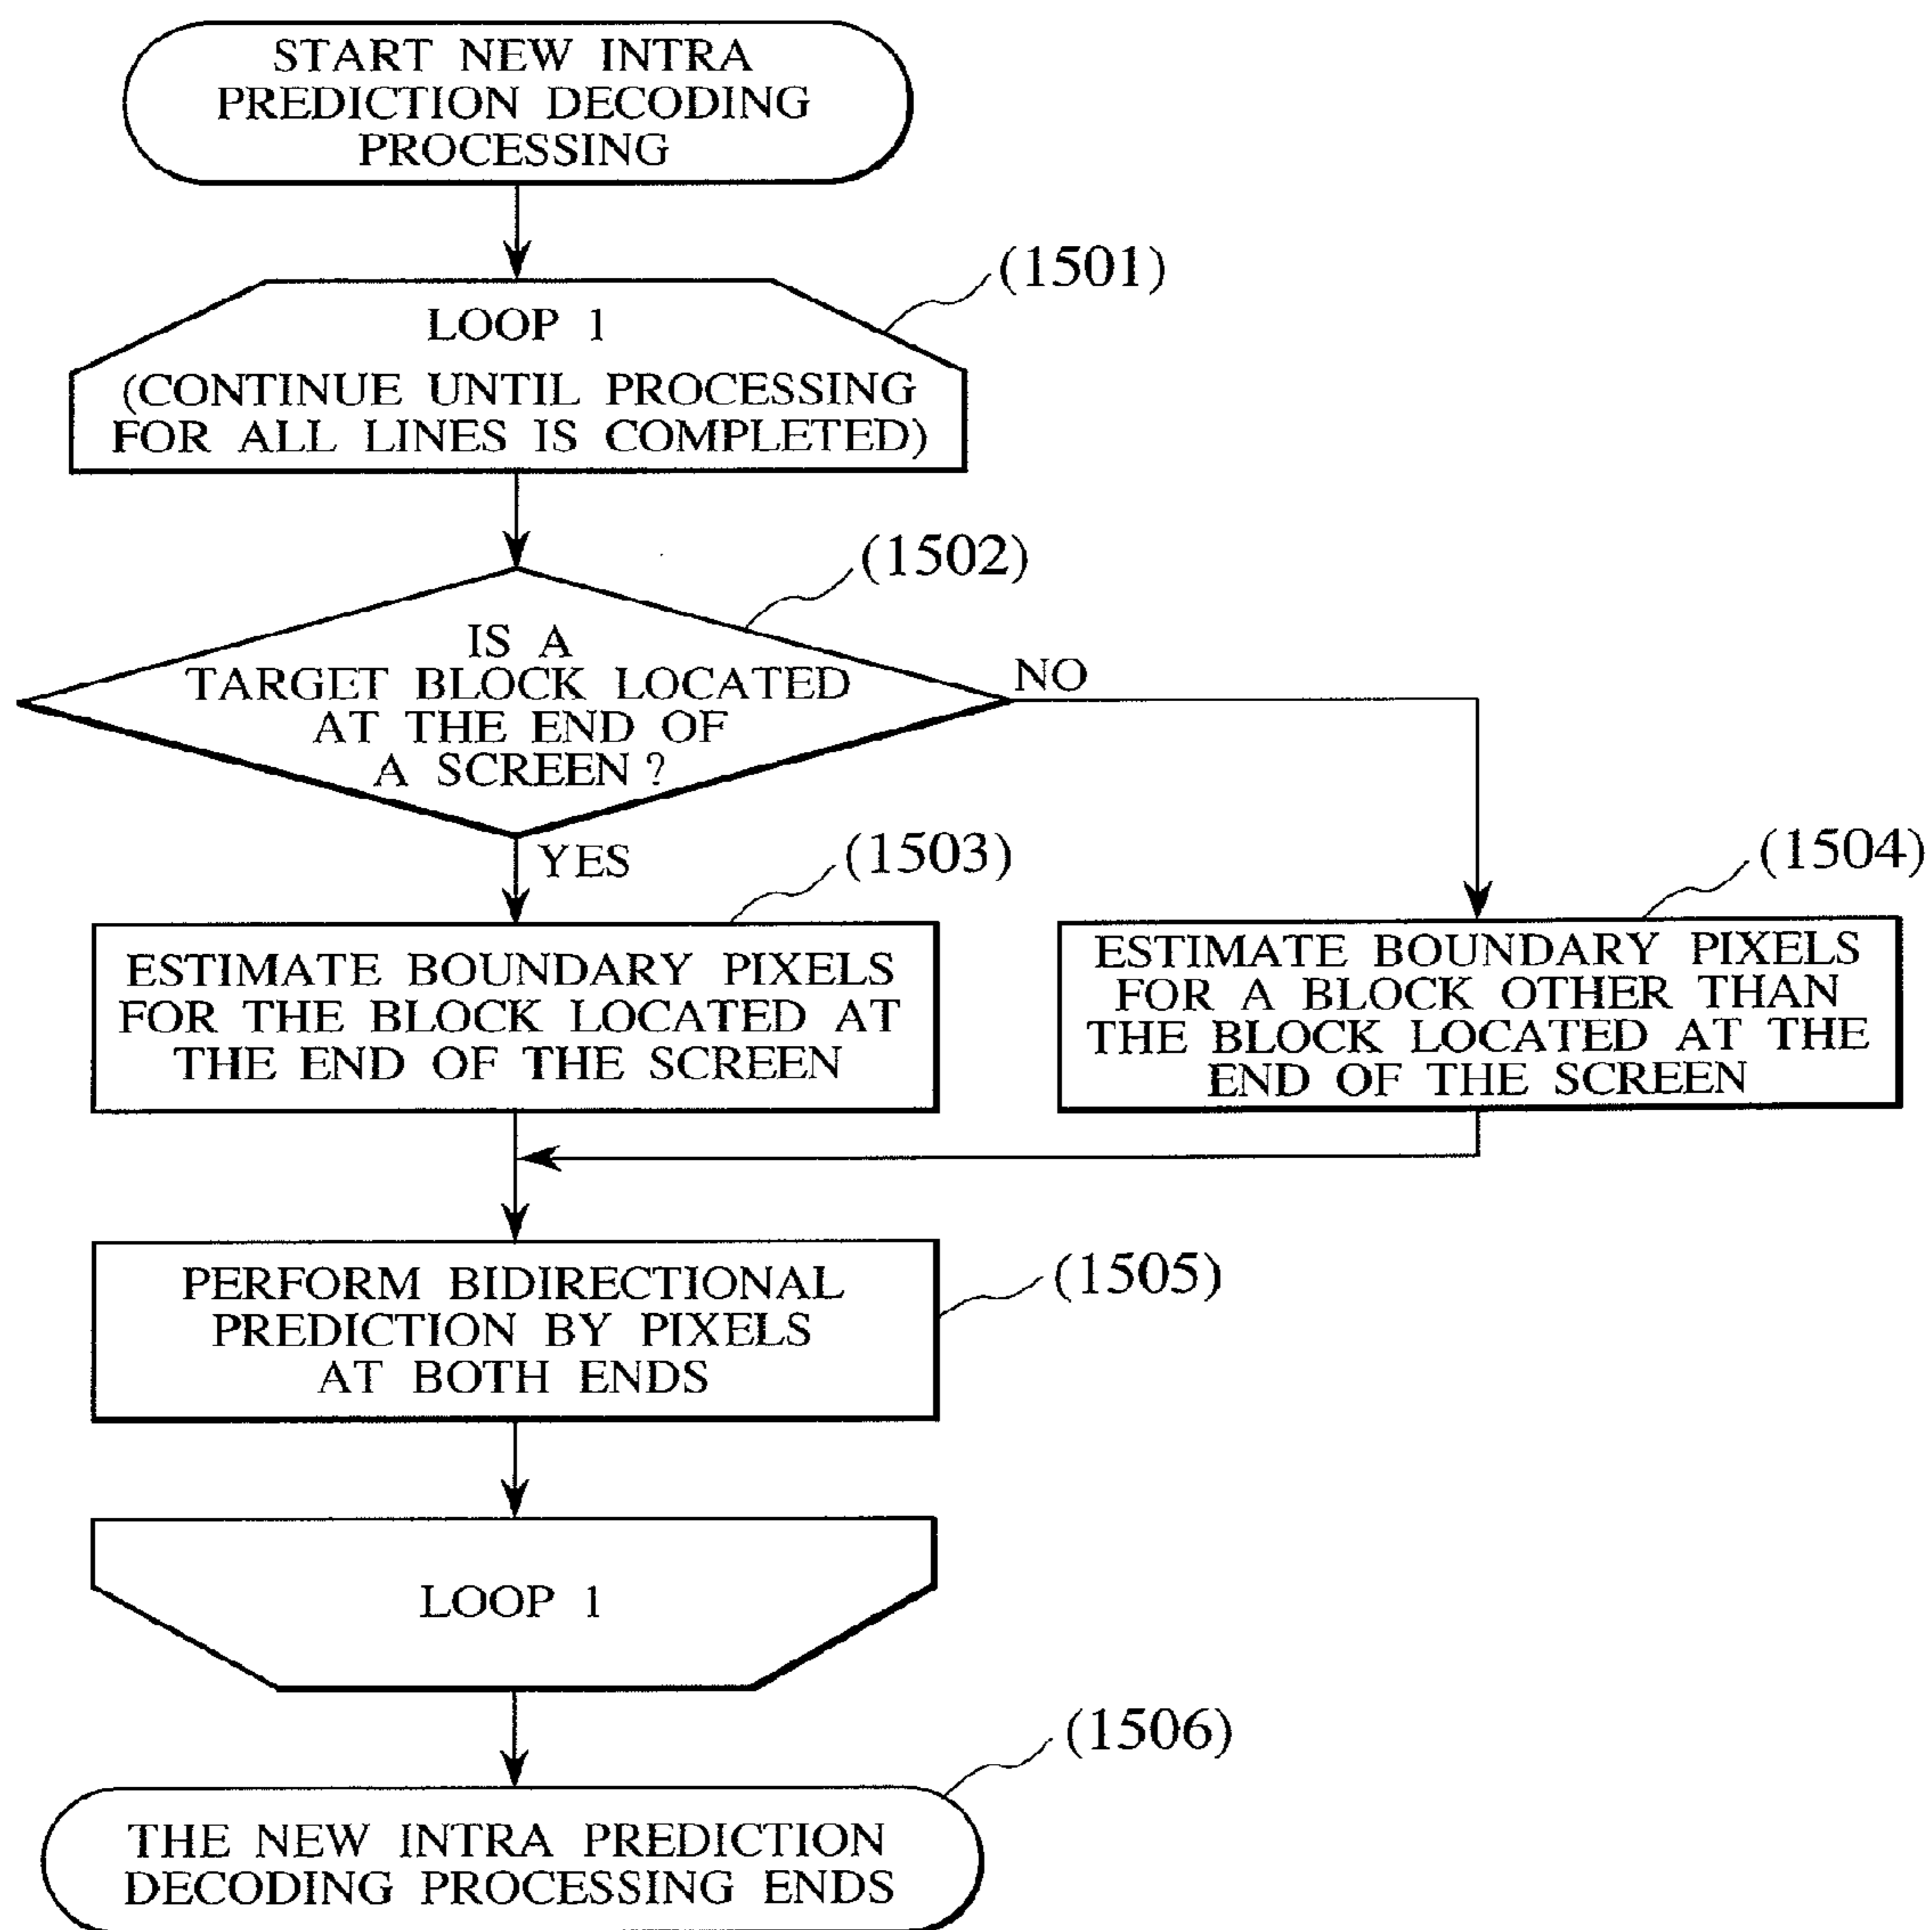 START NEW INTRA
PREDICTION DECODING
PROCESSING
(1501)
LOOP 1
(CONTINUE UNTIL PROCESSING
FOR ALL LINES IS COMPLETED)
(1502)
IS A
TARGET BLOCK LOCATED
AT THE END OF
A SCREEN ?
NO
YES
(1503)
(1504)
ESTIMATE BOUNDARY PIXELS
FOR THE BLOCK LOCATED AT
THE END OF THE SCREEN
ESTIMATE BOUNDARY PIXELS
FOR A BLOCK OTHER THAN
THE BLOCK LOCATED AT THE
END OF THE SCREEN
(1505)
PERFORM BIDIRECTIONAL
PREDICTION BY PIXELS
AT BOTH ENDS
LOOP 1
(1506)
THE NEW INTRA PREDICTION
DECODING PROCESSING ENDS